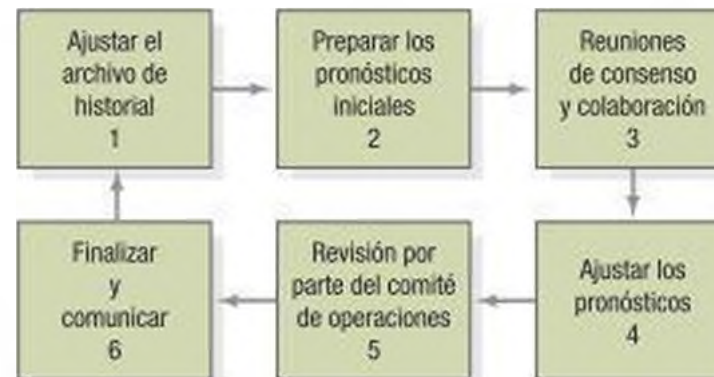 Ajustar el
archivo de
historial
1
Preparar los
pronósticos
iniciales
2
Reuniones
de consenso
y colaboración
3
Ajustar los
pronósticos
4
Revisión por
parte del comité
de operaciones
5
Finalizar
y
comunicar
6